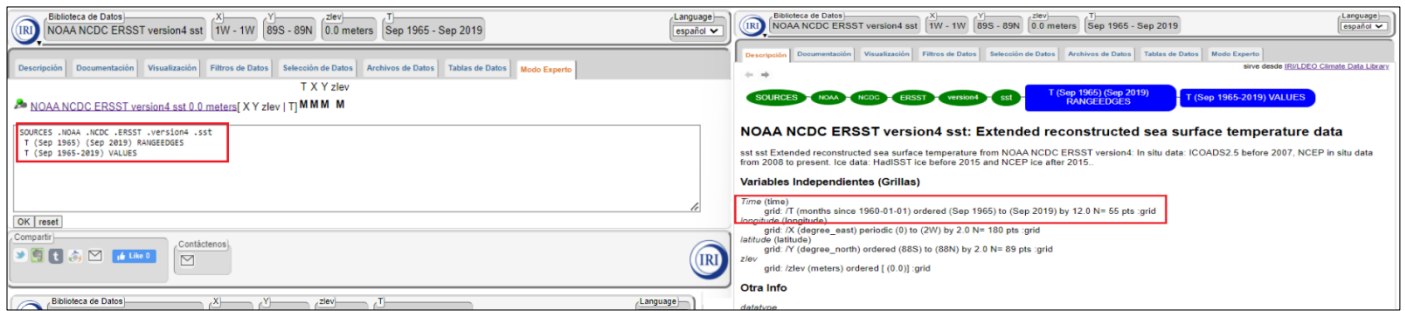 Biblioteca de Datos
NOAA NCDC ERSST version4 sst
X
1W - 1W
Y
89S - 89N
zlev
0.0 meters
T
Sep 1965 - Sep 2019
Language
español
IRI
Descripción Documentación Visualización Filtros de Datos Selección de Datos Archivos de Datos Tablas de Datos Modo Experto
T X Y zlev
NOAA NCDC ERSST version4 sst 0.0 meters[ X Y zlev | T] M M M M
SOURCES .NOAA .NCDC .ERSST .version4 .sst
T (Sep 1965) (Sep 2019) RANGEEDGES
T (Sep 1965-2019) VALUES
OK reset
Compartir
Like 0
Contáctenos
IRI
Biblioteca de Datos X Y zlev T Language
Biblioteca de Datos
NOAA NCDC ERSST version4 sst
X
1W - 1W
Y
89S - 89N
zlev
0.0 meters
T
Sep 1965 - Sep 2019
Language
español
IRI
Descripción Documentación Visualización Filtros de Datos Selección de Datos Archivos de Datos Tablas de Datos Modo Experto
sirve desde IRI/LDEO Climate Data Library
SOURCES NOAA NCDC ERSST version4 sst T (Sep 1965) (Sep 2019) RANGEEDGES T (Sep 1965-2019) VALUES
NOAA NCDC ERSST version4 sst: Extended reconstructed sea surface temperature data
sst sst Extended reconstructed sea surface temperature from NOAA NCDC ERSST version4: In situ data: ICOADS2.5 before 2007, NCEP in situ data
from 2008 to present. Ice data: HadISST ice before 2015 and NCEP ice after 2015..
Variables Independientes (Grillas)
Time (time)
grid: /T (months since 1960-01-01) ordered (Sep 1965) to (Sep 2019) by 12.0 N= 55 pts :grid
longitude (longitude)
grid: /X (degree_east) periodic (0) to (2W) by 2.0 N= 180 pts :grid
latitude (latitude)
grid: /Y (degree_north) ordered (88S) to (88N) by 2.0 N= 89 pts :grid
zlev
grid: /zlev (meters) ordered [ (0.0)] :grid
Otra Info
datatype